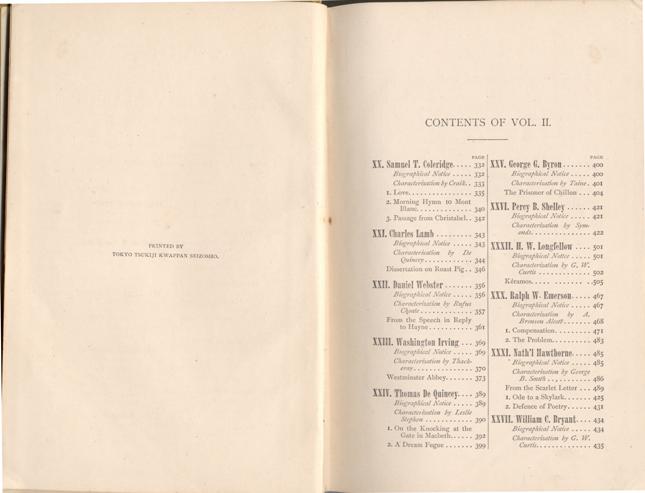 PRINTED BY
TOKYO TSUKIJI KWAPPAN SEIZOSHO.
CONTENTS OF VOL. II.
PAGE
XX. Samuel T. Coleridge..... 332
Biographical Notice ..... 332
Characterisation by Craik.. 333
1. Love............... 335
2. Morning Hymn to Mont
Blanc............. 340
3. Passage from Christabel.. 342
XXI. Charles Lamb .......... 343
Biographical Notice ..... 343
Characterisation by De
Quincey............. 344
Dissertation on Roast Pig.. 346
XXII. Daniel Webster ....... 356
Biographical Notice ..... 356
Characterisation by Rufus
Choate ............. 357
From the Speech in Reply
to Hayne............ 361
XXIII. Washington Irving ... 369
Biographical Notice ..... 369
Characterisation by Thack-
eray............... 370
Westminster Abbey...... 373
XXIV. Thomas De Quincey.... 389
Biographical Notice ..... 389
Characterisation by Leslie
Stephen ............ 390
1. On the Knocking at the
Gate in Macbeth...... 392
2. A Dream Fugue ...... 399
PAGE
XXV. George G. Byron....... 400
Biographical Notice ..... 400
Characterisation by Taine. 401
The Prisoner of Chillon ... 404
XXVI. Percy B. Shelley ...... 421
Biographical Notice ..... 421
Characterisation by Sym-
onds............... 422
XXXII. H. W. Longfellow .... 501
Biographical Notice ..... 501
Characterisation by G. W.
Curtis ............. 502
Kéramos............. 505
XXX. Ralph W. Emerson..... 467
Biographical Notice ..... 467
Characterisation by A.
Bronson Alcott....... 468
1. Compensation....... 471
2. The Problem........ 483
XXXI. Nath'l Hawthorne..... 485
Biographical Notice ..... 485
Characterisation by George
B. Smith ........... 486
From the Scarlet Letter ... 489
1. Ode to a Skylark..... 425
2. Defence of Poetry.... 431
XXVII. William C. Bryant.... 434
Biographical Notice ..... 434
Characterisation by G. W.
Curtis.............. 435